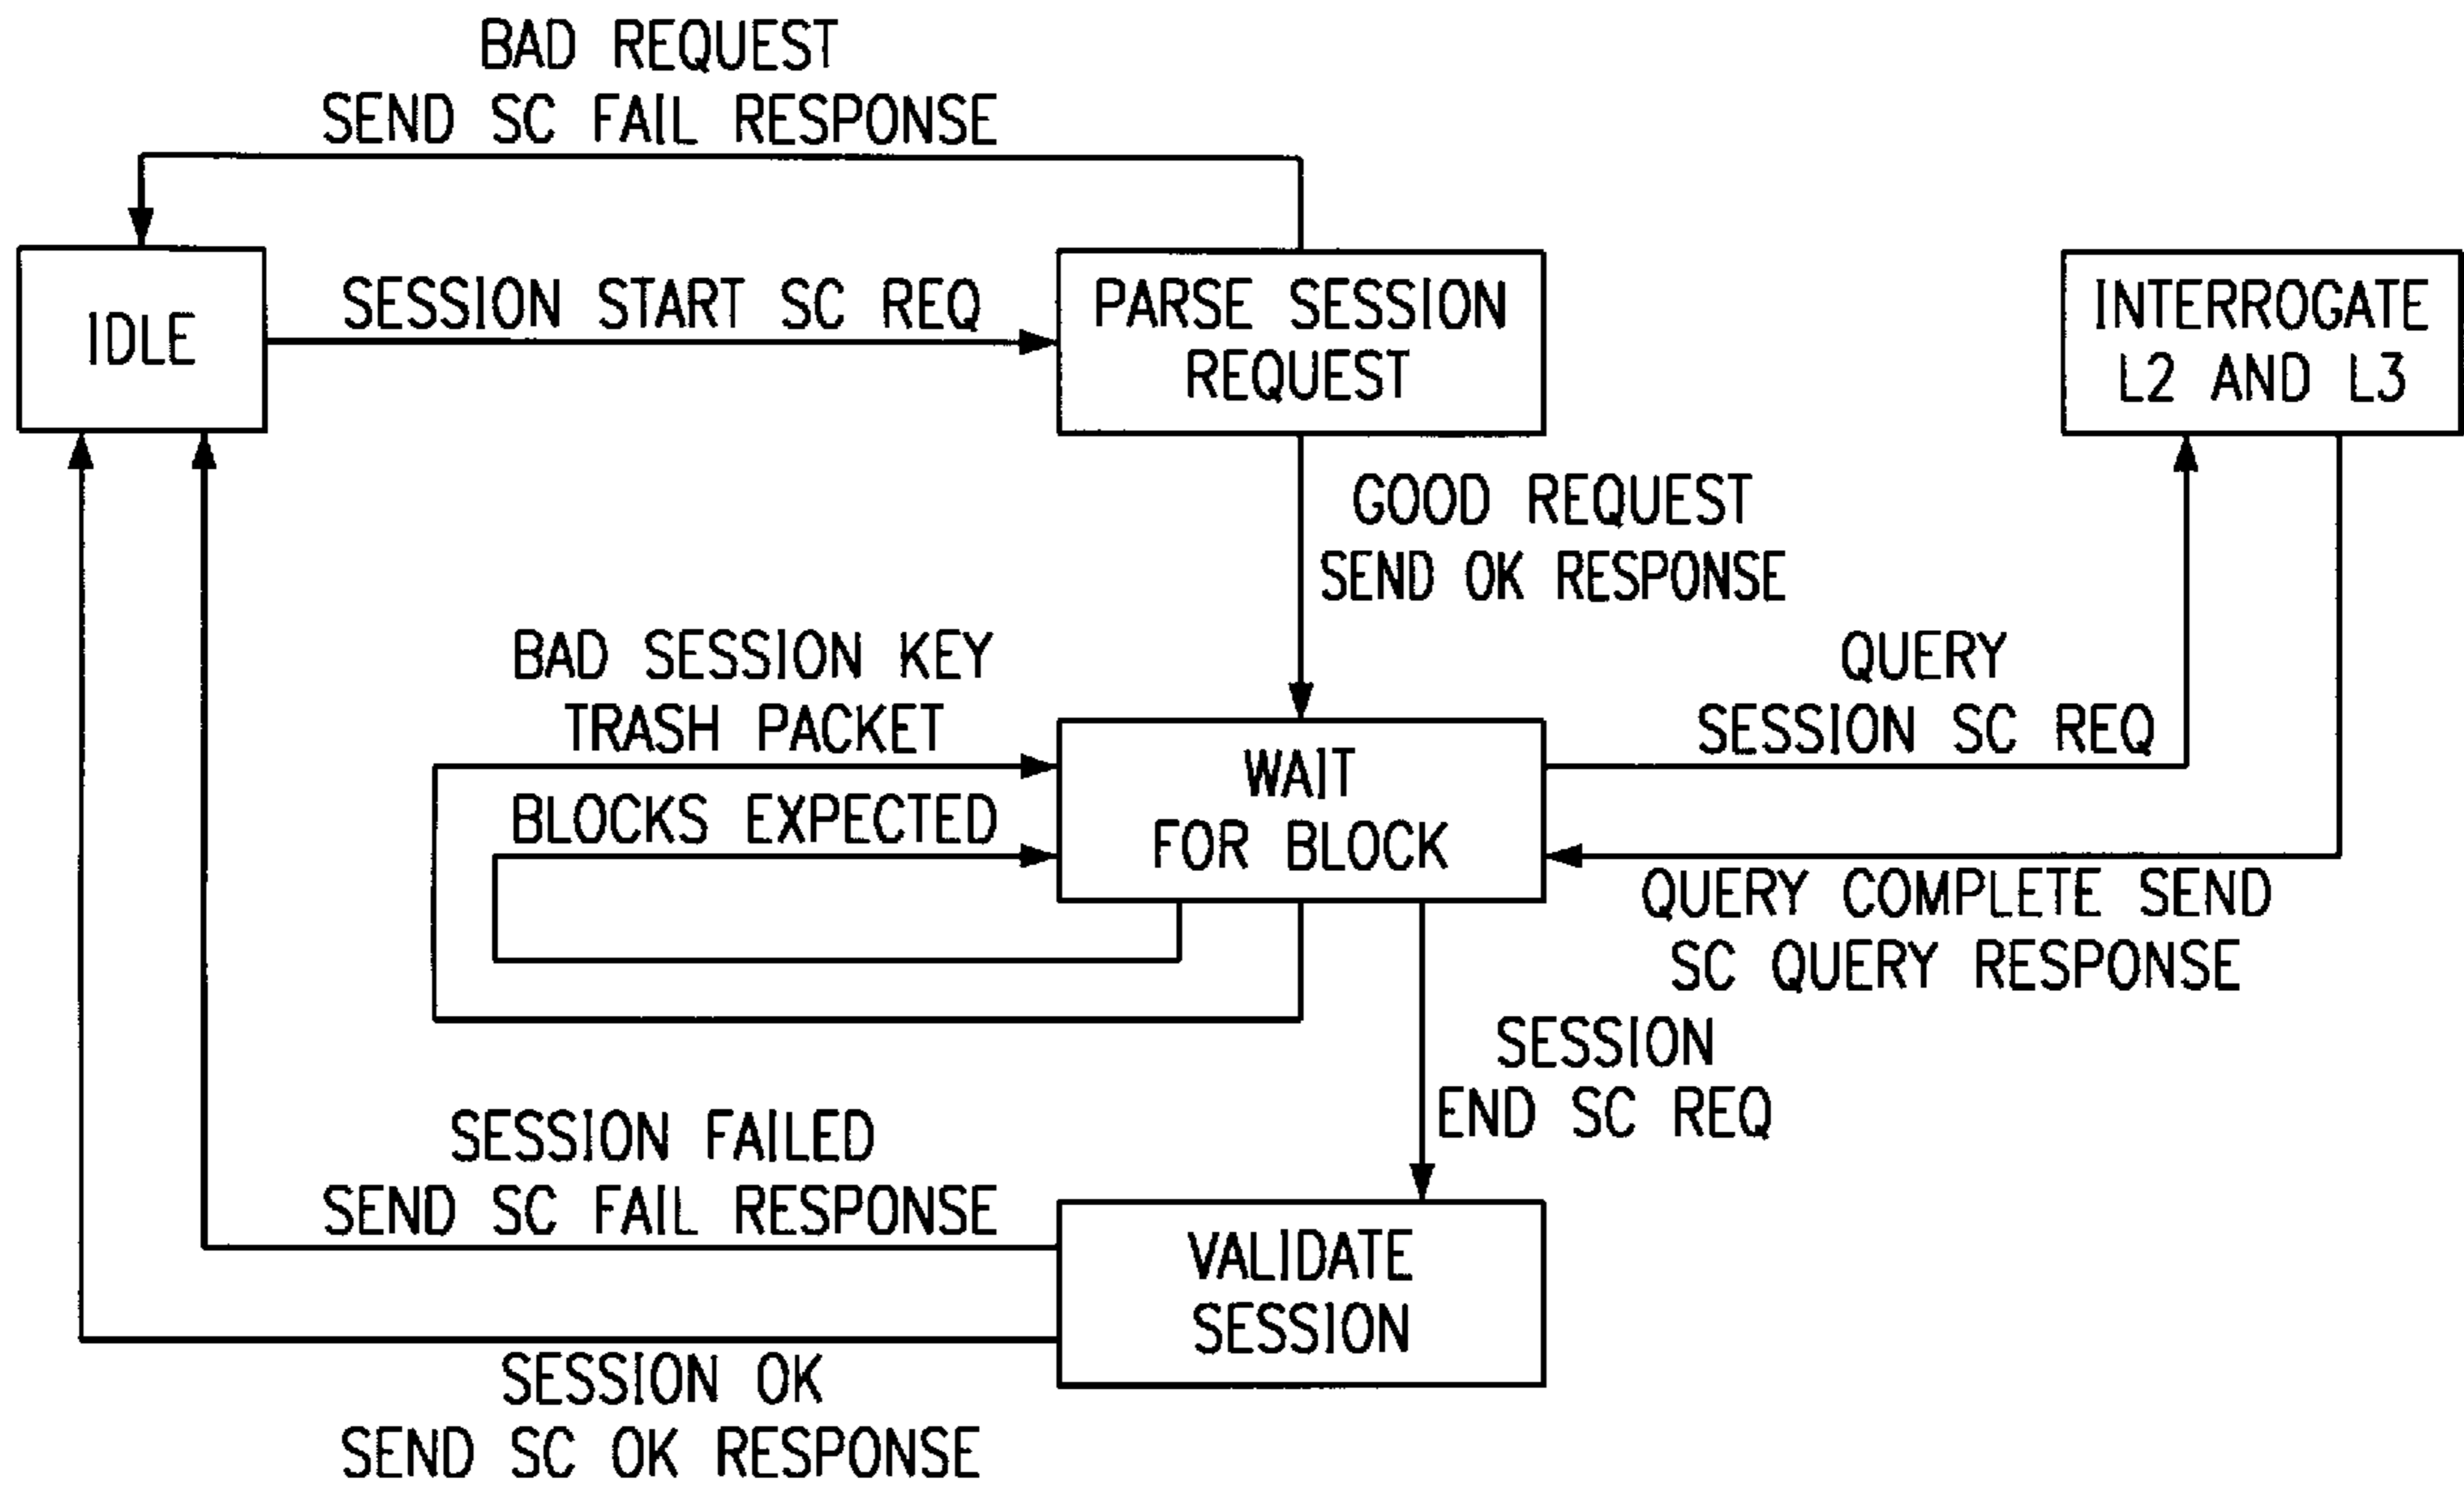 BAD REQUEST
SEND SC FAIL RESPONSE
IDLE
SESSION START SC REQ
PARSE SESSION
REQUEST
INTERROGATE
L2 AND L3
GOOD REQUEST
SEND OK RESPONSE
BAD SESSION KEY
TRASH PACKET
BLOCKS EXPECTED
WAIT
FOR BLOCK
QUERY
SESSION SC REQ
QUERY COMPLETE SEND
SC QUERY RESPONSE
SESSION
END SC REQ
SESSION FAILED
SEND SC FAIL RESPONSE
VALIDATE
SESSION
SESSION OK
SEND SC OK RESPONSE